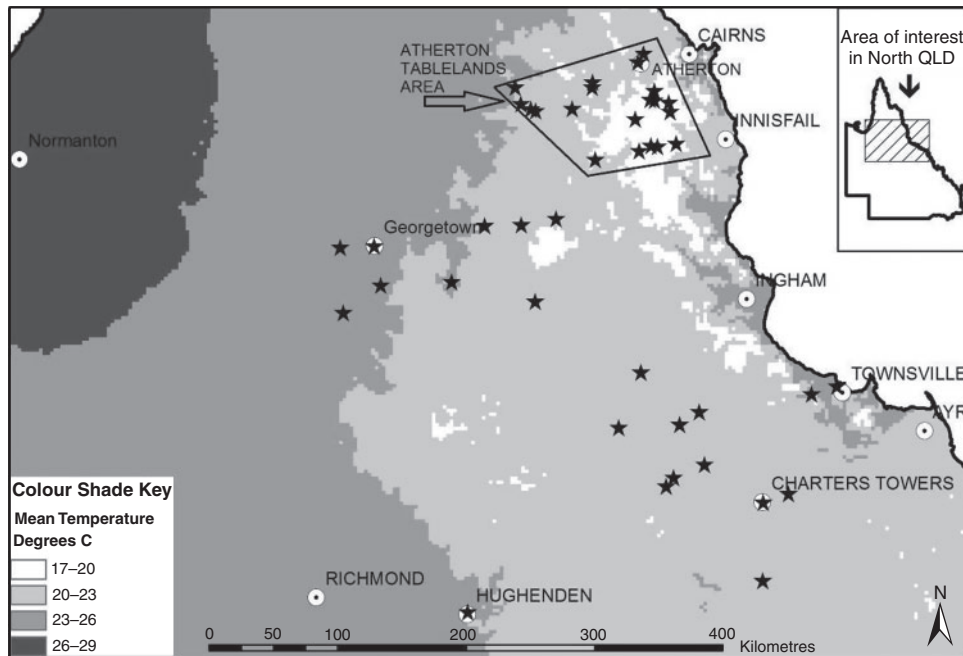 ATHERTON
TABLELANDS
AREA
CAIRNS
ATHERTON
Area of interest
in North QLD
Normanton
INNISFAIL
Georgetown
INGHAM
TOWNSVILLE
AYR
CHARTERS TOWERS
RICHMOND
HUGHENDEN
N
Colour Shade Key
Mean Temperature
Degrees C
17–20
20–23
23–26
26–29
0 50 100 200 300 400 Kilometres